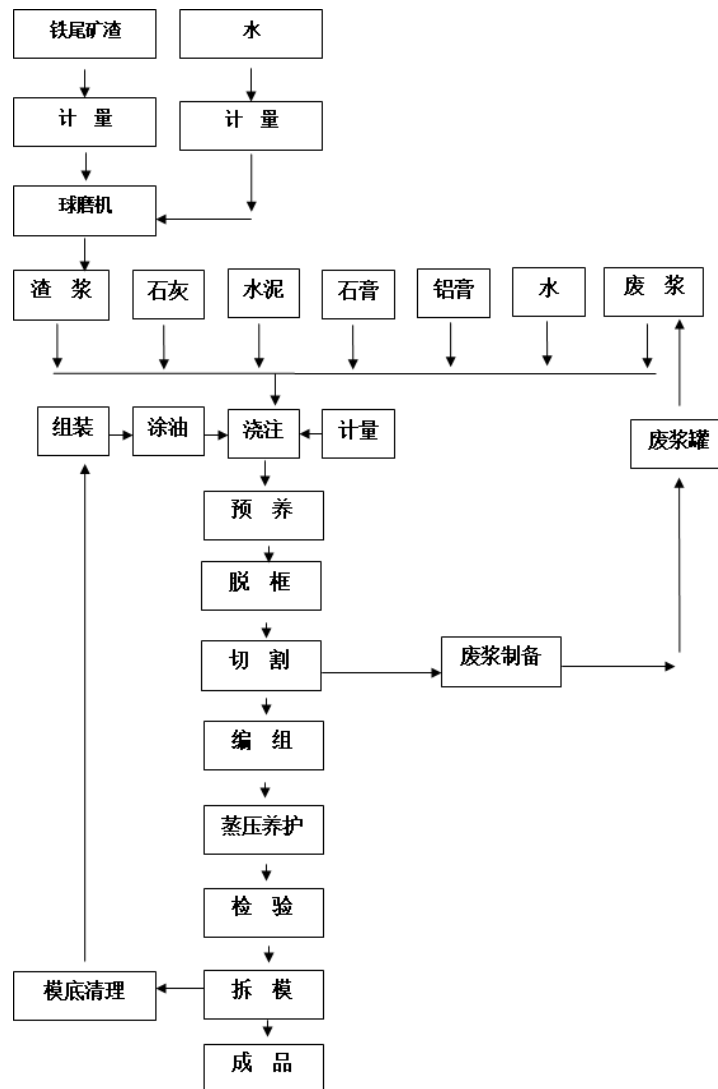 铁尾矿渣
水
计 量
计 量
球磨机
渣 浆
石灰
水泥
石膏
铝膏
水
废 浆
组装
涂油
浇注
计量
废浆罐
预 养
脱 框
切 割
废浆制备
编 组
蒸压养护
检 验
模底清理
拆 模
成 品